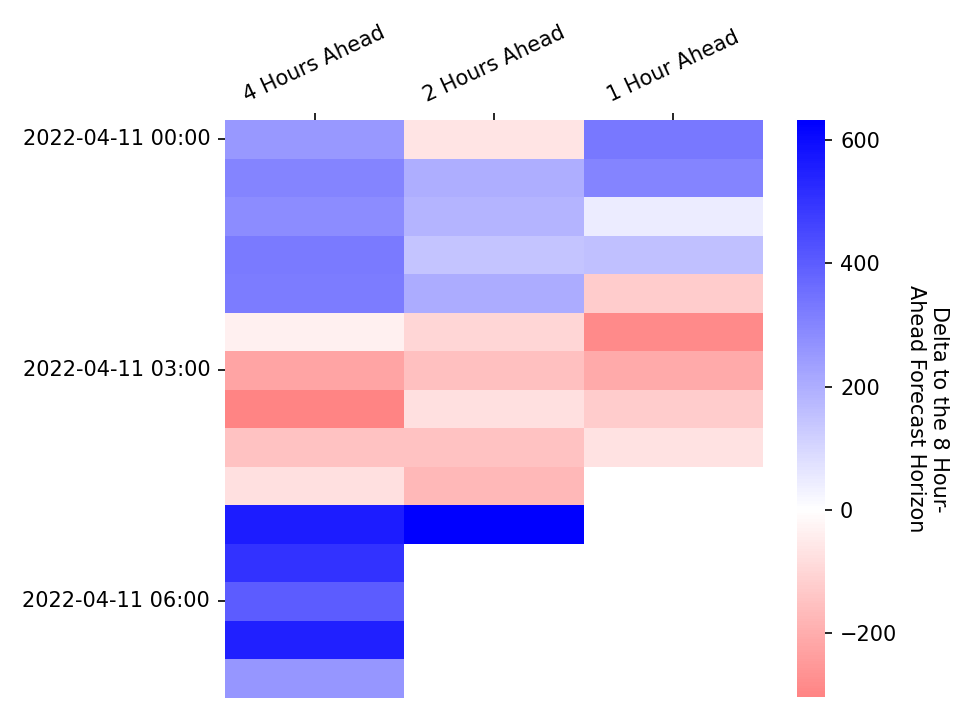 4 Hours Ahead
2 Hours Ahead
1 Hour Ahead
2022-04-11 00:00
2022-04-11 03:00
2022-04-11 06:00
600
400
200
0
−200
Delta to the 8 Hour-
Ahead Forecast Horizon